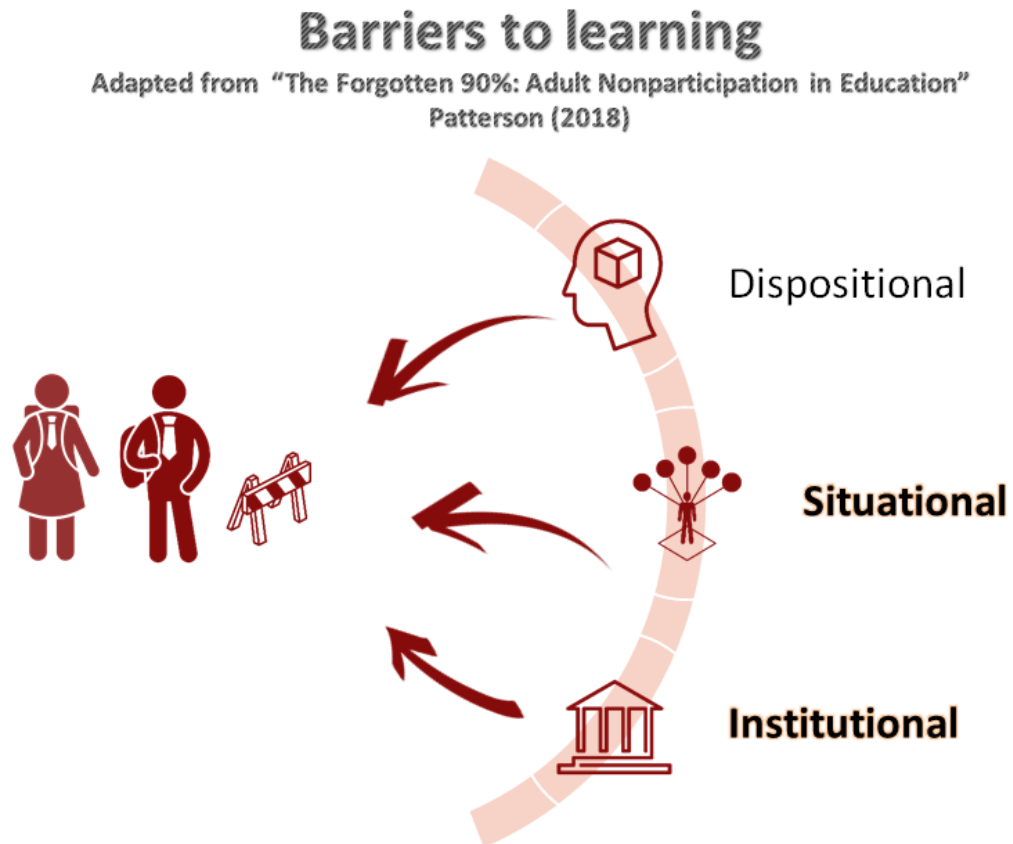 Barriers to learning
Adapted from “The Forgotten 90%: Adult Nonparticipation in Education”
Patterson (2018)
Dispositional
Situational
Institutional